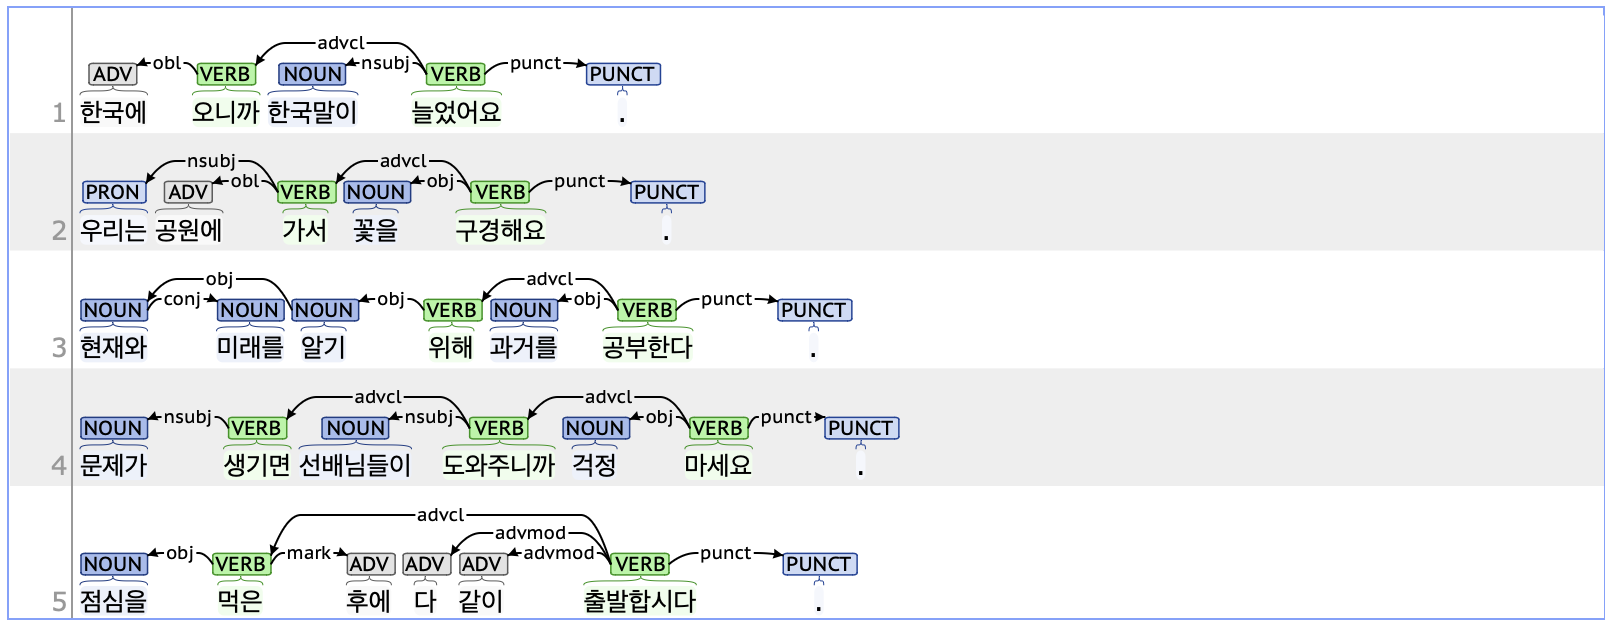 advcl
ADV obl VERB NOUN nsubj VERB punct PUNCT
1 한국에 오니까 한국말이 늘었어요 .
nsubj advcl
PRON ADV obl VERB NOUN obj VERB punct PUNCT
2 우리는 공원에 가서 꽃을 구경해요 .
obj advcl
NOUN conj NOUN NOUN obj VERB NOUN obj VERB punct PUNCT
3 현재와 미래를 알기 위해 과거를 공부한다 .
advcl advcl
NOUN nsubj VERB NOUN nsubj VERB NOUN obj VERB punct PUNCT
4 문제가 생기면 선배님들이 도와주니까 걱정 마세요 .
advcl
advmod
NOUN obj VERB mark ADV ADV ADV advmod VERB punct PUNCT
5 점심을 먹은 후에 다 같이 출발합시다 .